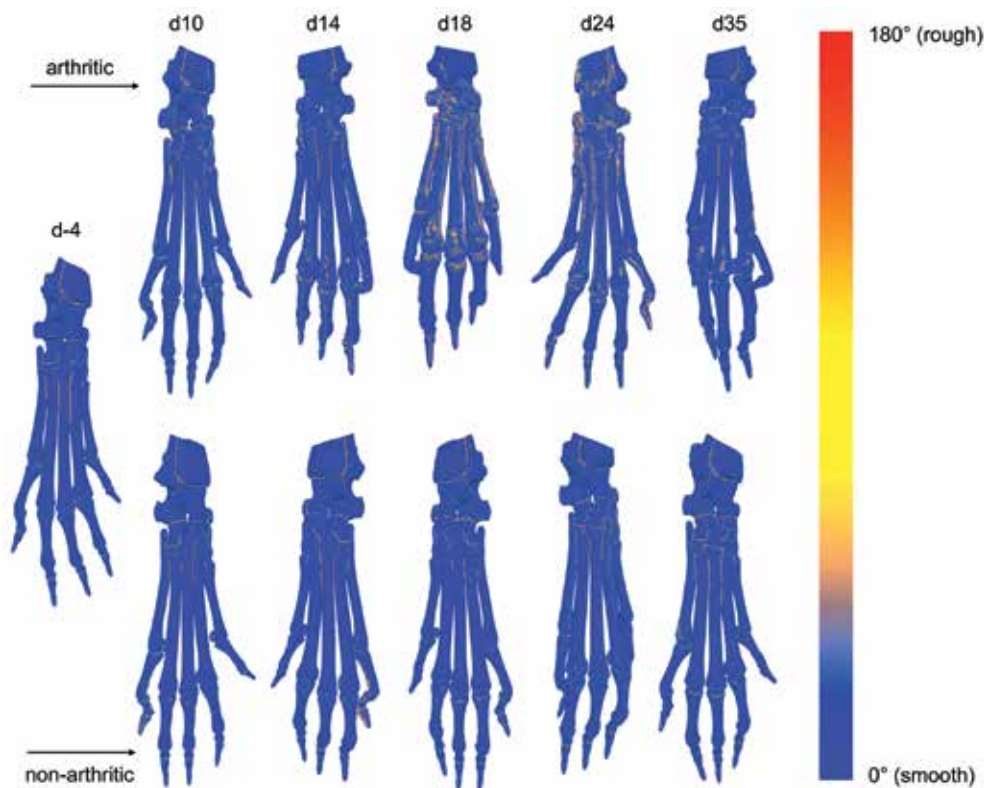 d10 d14 d18 d24 d35
180° (rough)
arthritic
d-4
non-arthritic
0° (smooth)